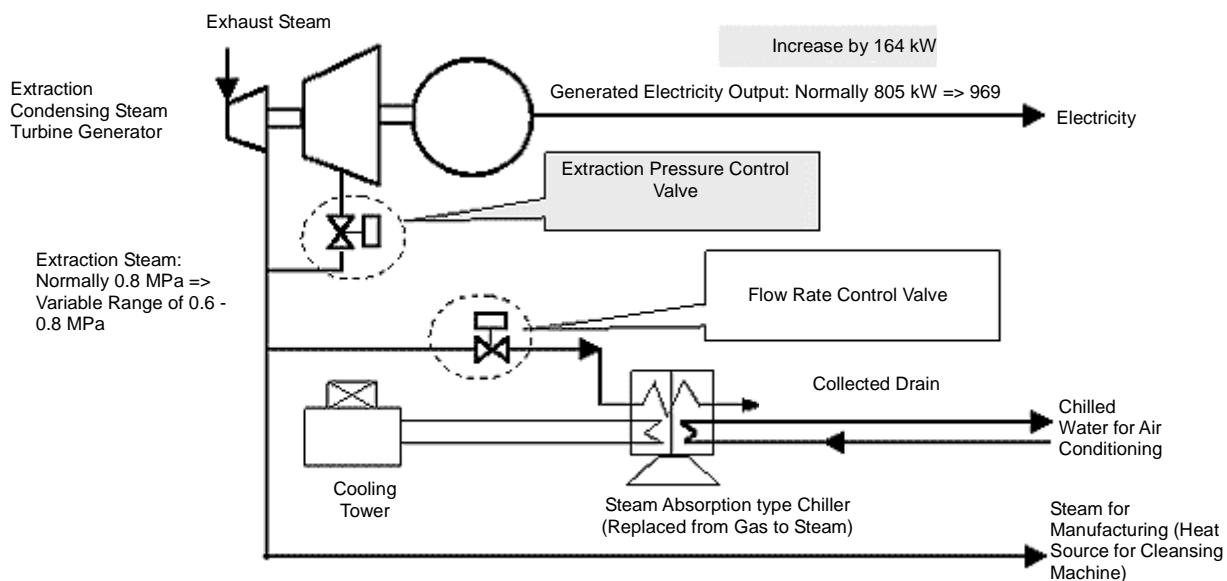 Exhaust Steam
Increase by 164 kW
Extraction
Condensing Steam
Turbine Generator
Generated Electricity Output: Normally 805 kW => 969
Electricity
Extraction Pressure Control
Valve
Extraction Steam:
Normally 0.8 MPa =>
Variable Range of 0.6 -
0.8 MPa
Flow Rate Control Valve
Collected Drain
Chilled
Water for Air
Conditioning
Cooling
Tower
Steam Absorption type Chiller
(Replaced from Gas to Steam)
Steam for
Manufacturing (Heat
Source for Cleansing
Machine)